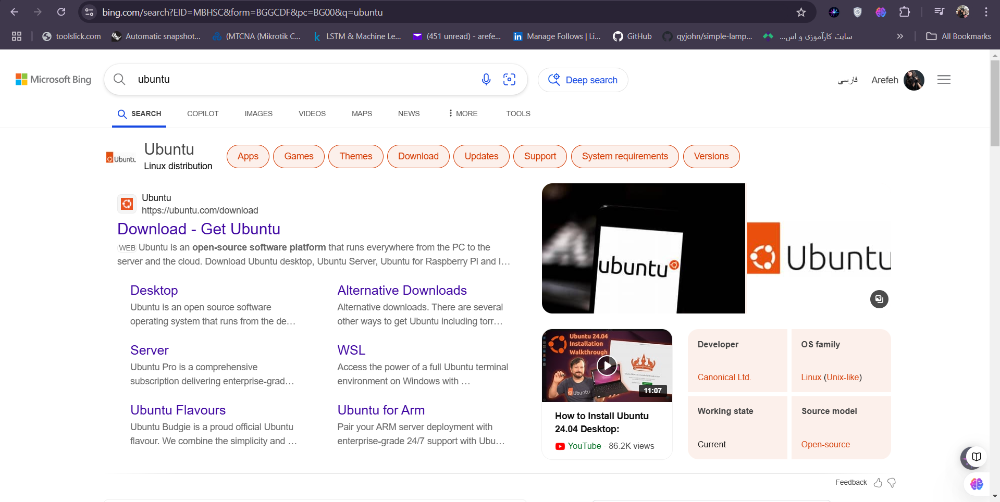 bing.com/search?EID=MBHSC&form=BGGCDF&pc=BG00&q=ubuntu
toolslick.com
Automatic snapshot...
(MTCNA (Mikrotik C...
LSTM & Machine Le...
(451 unread) - arefe...
Manage Follows | Li...
GitHub
qyjohn/simple-lamp...
سایت کارآموزی و اس...
All Bookmarks
Microsoft Bing
ubuntu
Deep search
فارسی
Arefeh
SEARCH
COPILOT
IMAGES
VIDEOS
MAPS
NEWS
MORE
TOOLS
Ubuntu
Ubuntu
Linux distribution
Apps
Games
Themes
Download
Updates
Support
System requirements
Versions
Ubuntu
https://ubuntu.com/download
Download - Get Ubuntu
WEB Ubuntu is an open-source software platform that runs everywhere from the PC to the
server and the cloud. Download Ubuntu desktop, Ubuntu Server, Ubuntu for Raspberry Pi and I…
Desktop
Ubuntu is an open source software
operating system that runs from the de…
Alternative Downloads
Alternative downloads. There are several
other ways to get Ubuntu including torr…
Server
Ubuntu Pro is a comprehensive
subscription delivering enterprise-grad…
WSL
Access the power of a full Ubuntu terminal
environment on Windows with …
Ubuntu Flavours
Ubuntu Budgie is a proud official Ubuntu
flavour. We combine the simplicity and …
Ubuntu for Arm
Pair your ARM server deployment with
enterprise-grade 24/7 support with Ubu…
ubuntu
Ubuntu
Ubuntu 24.04
Installation
Walkthrough
Ubuntu
11:07
How to Install Ubuntu
24.04 Desktop:
YouTube · 86.2K views
Developer
Canonical Ltd.
OS family
Linux (Unix-like)
Working state
Current
Source model
Open-source
Feedback